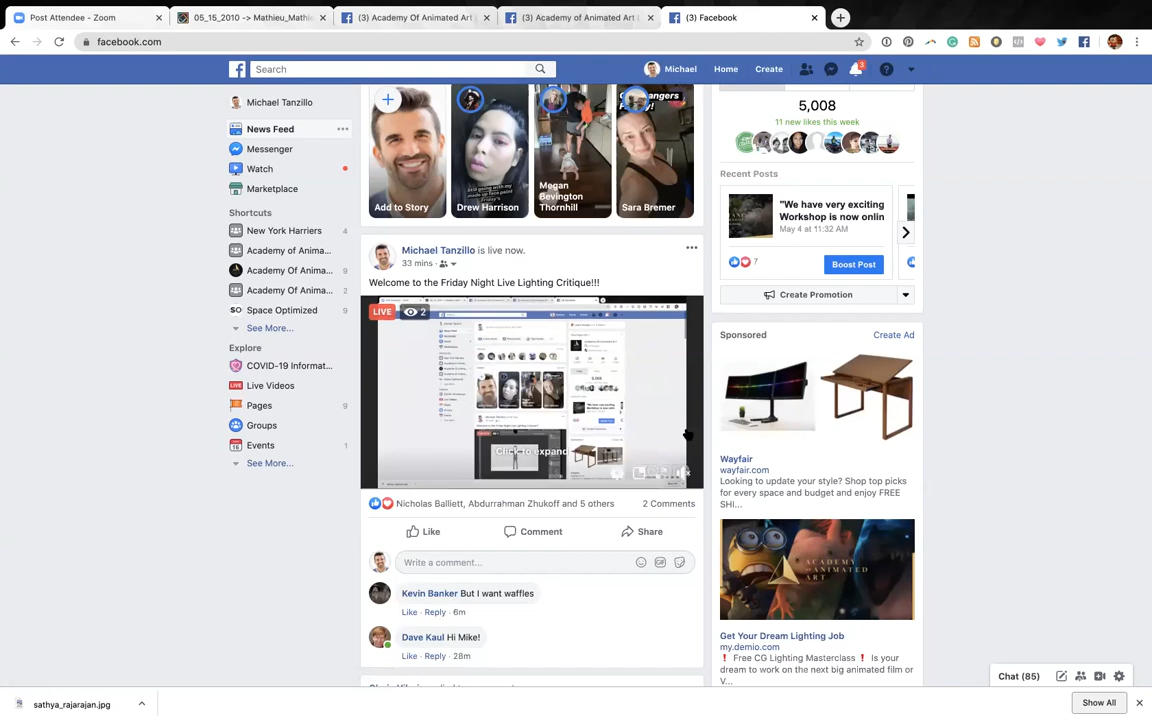 Post Attendee - Zoom
05_15_2010 -> Mathieu_Mathie
(3) Academy Of Animated Art
(3) Academy of Animated Art
(3) Facebook
facebook.com
Search
Michael
Home
Create
3
Michael Tanzillo
News Feed
Messenger
Watch
Marketplace
Shortcuts
New York Harriers 4
Academy of Anima...
Academy Of Anima... 9
Academy Of Anima... 2
SO Space Optimized 9
See More...
Explore
COVID-19 Informat...
LIVE Live Videos
Pages 9
Groups
Events 1
See More...
Add to Story
Drew Harrison
Megan
Bevington
Thornhill
Sara Bremer
Michael Tanzillo is live now.
33 mins ·
Welcome to the Friday Night Live Lighting Critique!!!
LIVE 2
Click to expand
Nicholas Balliett, Abdurrahman Zhukoff and 5 others 2 Comments
Like Comment Share
Write a comment...
GIF
Kevin Banker But I want waffles
Like · Reply · 6m
Dave Kaul Hi Mike!
Like · Reply · 28m
5,008
11 new likes this week
Recent Posts
"We have very exciting
Workshop is now onlin
May 4 at 11:32 AM
7
Boost Post
Create Promotion
Sponsored Create Ad
Wayfair
wayfair.com
Looking to update your style? Shop top picks
for every space and budget and enjoy FREE
SHI...
ACADEMY
OF ANIMATED
ART
Get Your Dream Lighting Job
my.demio.com
❗ Free CG Lighting Masterclass ❗ Is your
dream to work on the next big animated film or
V...
Chat (85)
sathya_rajarajan.jpg
Show All